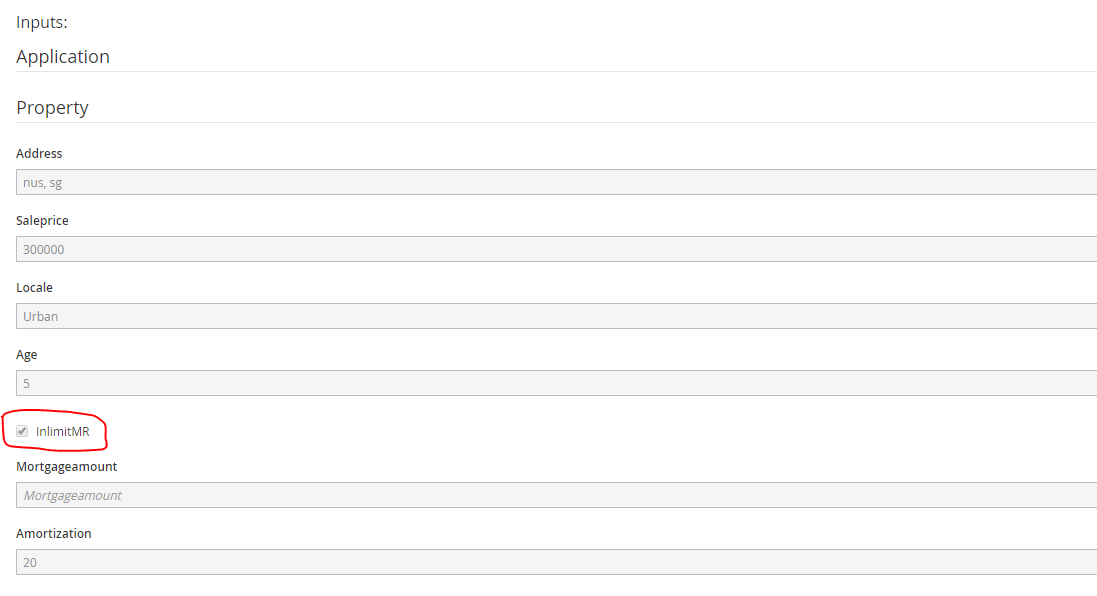 Inputs:
Application
Property
Address
nus, sg
Saleprice
300000
Locale
Urban
Age
5
InlimitMR
Mortgageamount
Mortgageamount
Amortization
20